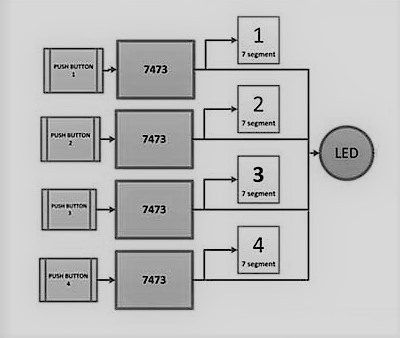 1
7 segment
PUSH BUTTON
1
7473
2
7 segment
PUSH BUTTON
2
7473
LED
3
7 segment
PUSH BUTTON
3
7473
4
7 segment
PUSH BUTTON
4
7473